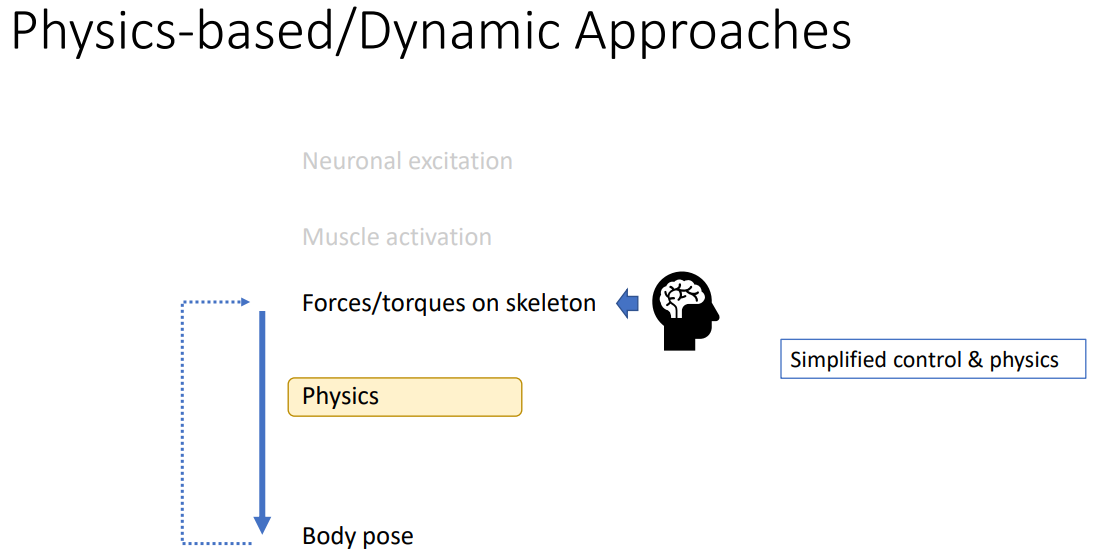 Physics-based/Dynamic Approaches
Neuronal excitation
Muscle activation
Forces/torques on skeleton
Simplified control & physics
Physics
Body pose